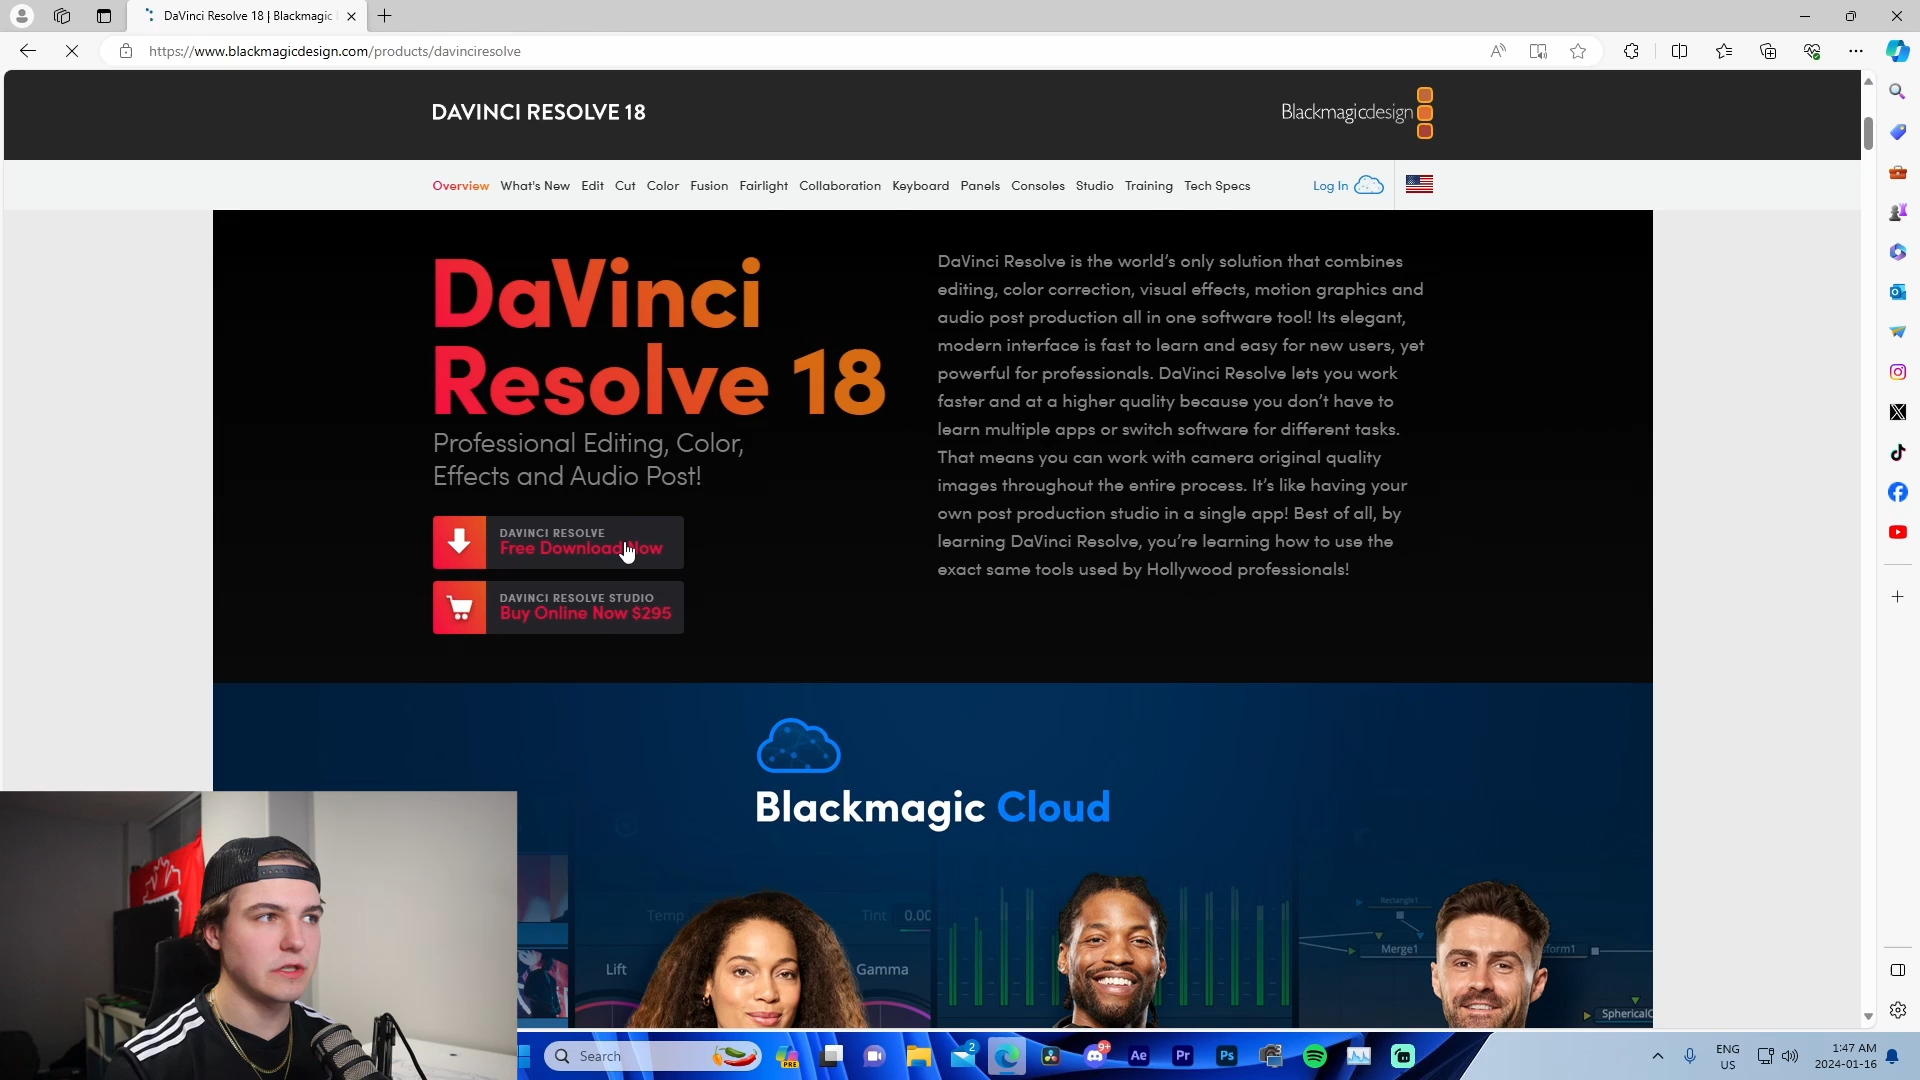 DaVinci Resolve 18 | Blackmagic
https://www.blackmagicdesign.com/products/davinciresolve
DAVINCI RESOLVE 18
Blackmagicdesign
Overview What's New Edit Cut Color Fusion Fairlight Collaboration Keyboard Panels Consoles Studio Training Tech Specs Log In
DaVinci
Resolve 18
Professional Editing, Color,
Effects and Audio Post!
DAVINCI RESOLVE
Free Download Now
DAVINCI RESOLVE STUDIO
Buy Online Now $295
DaVinci Resolve is the world's only solution that combines
editing, color correction, visual effects, motion graphics and
audio post production all in one software tool! Its elegant,
modern interface is fast to learn and easy for new users, yet
powerful for professionals. DaVinci Resolve lets you work
faster and at a higher quality because you don't have to
learn multiple apps or switch software for different tasks.
That means you can work with camera original quality
images throughout the entire process. It's like having your
own post production studio in a single app! Best of all, by
learning DaVinci Resolve, you're learning how to use the
exact same tools used by Hollywood professionals!
Blackmagic Cloud
Temp Tint 0.00
Lift Gamma
Rectangle1
Merge1
SphericalC
Search
PRE
2
9+
Ae
Pr
Ps
ENG
US
1:47 AM
2024-01-16